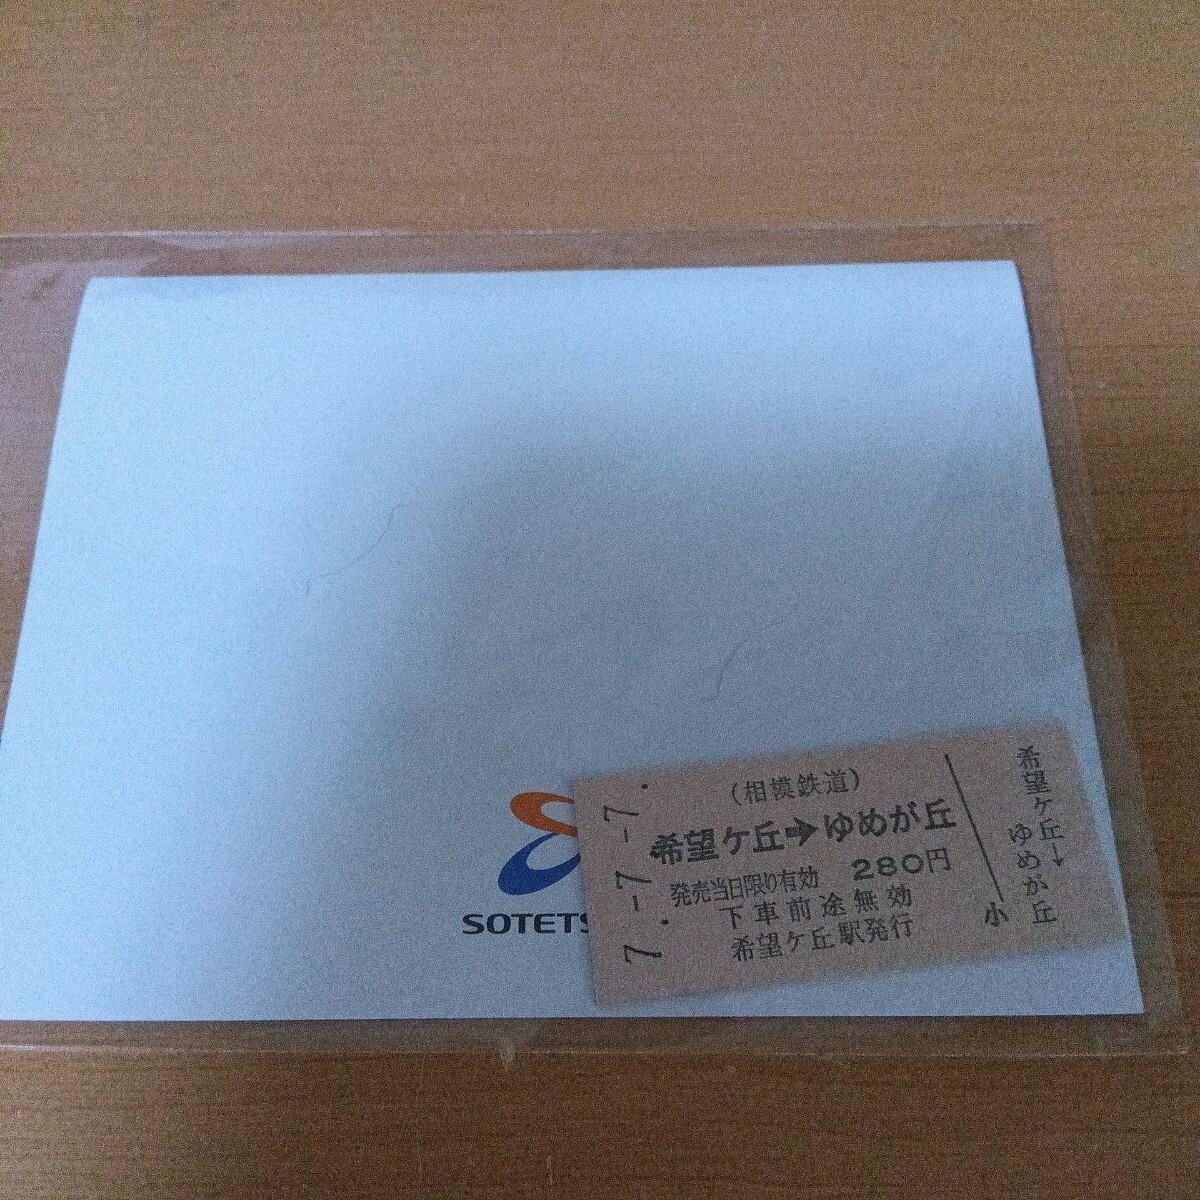 SOTETS
7.-7.-7.
(相模鉄道)
希望ケ丘➔ゆめが丘
発売当日限り有効 280円
下車前途無効
希望ケ丘駅発行
希望ケ丘→
ゆめが丘
小